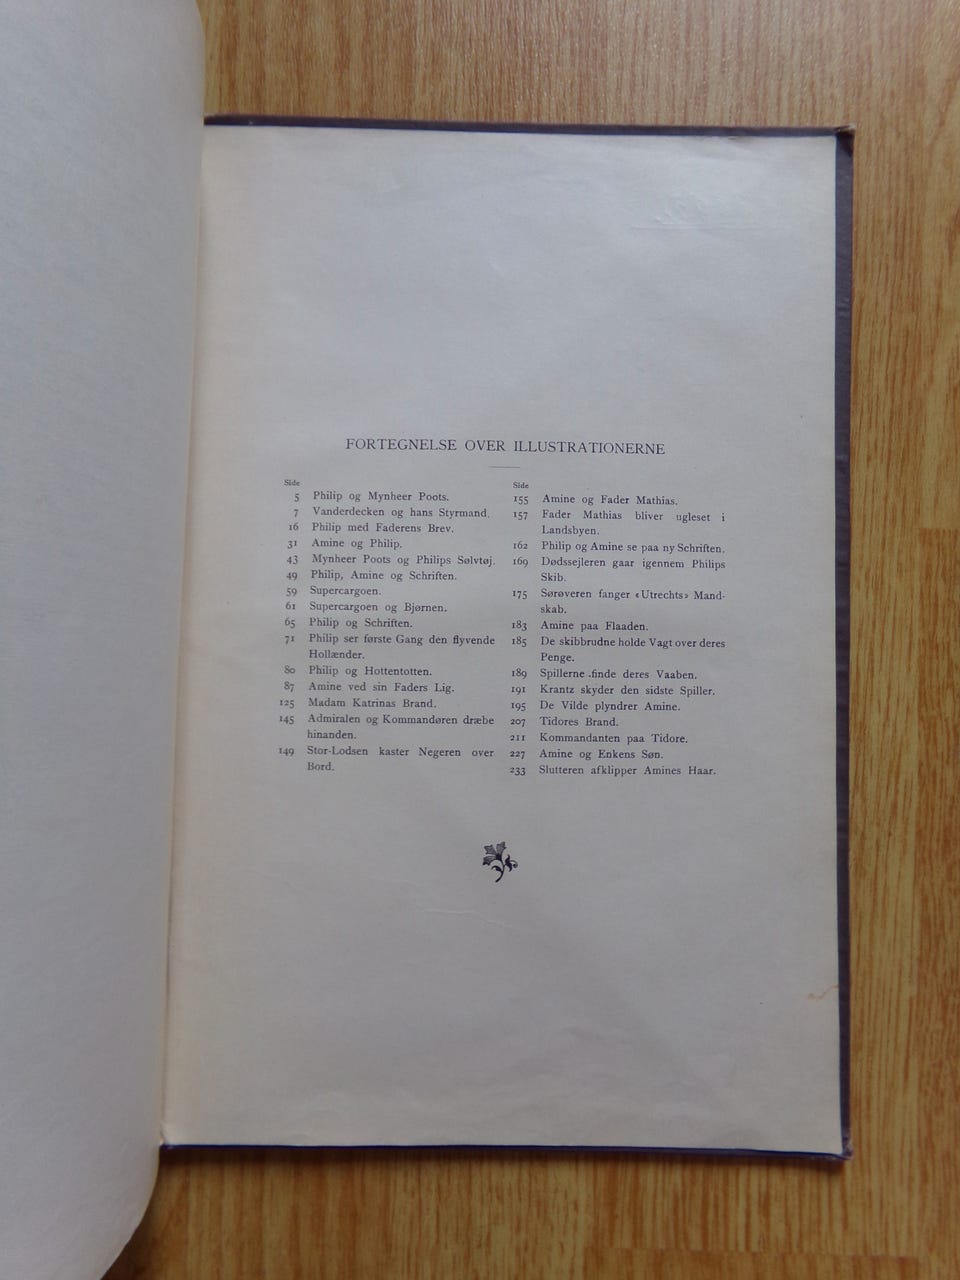 FORTEGNELSE OVER ILLUSTRATIONERNE
Side
5 Philip og Mynheer Poots.
7 Vanderdecken og hans Styrmand.
16 Philip med Faderens Brev.
31 Amine og Philip.
43 Mynheer Poots og Philips Sølvtøj.
49 Philip, Amine og Schriften.
59 Supercargoen.
61 Supercargoen og Bjørnen.
65 Philip og Schriften.
71 Philip ser første Gang den flyvende
Hollænder.
80 Philip og Hottentotten.
87 Amine ved sin Faders Lig.
125 Madam Katrinas Brand.
145 Admiralen og Kommandøren dræbe
hinanden.
149 Stor-Lodsen kaster Negeren over
Bord.
Side
155 Amine og Fader Mathias.
157 Fader Mathias bliver ugleset i
Landsbyen.
162 Philip og Amine se paa ny Schriften.
169 Dødssejleren gaar igennem Philips
Skib.
175 Sørøveren fanger «Utrechts» Mand-
skab.
183 Amine paa Flaaden.
185 De skibbrudne holde Vagt over deres
Penge.
189 Spillerne finde deres Vaaben.
191 Krantz skyder den sidste Spiller.
195 De Vilde plyndrer Amine.
207 Tidores Brand.
211 Kommandanten paa Tidore.
227 Amine og Enkens Søn.
233 Slutteren afklipper Amines Haar.